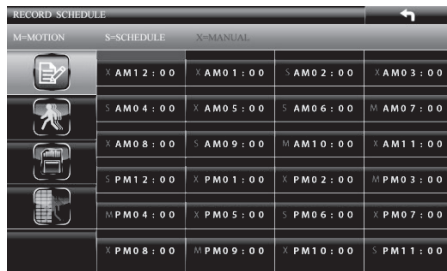 RECORD SCHEDULE
M=MOTION S=SCHEDULE X=MANUAL
X AM12:00 X AM01:00 S AM02:00 X AM03:00
S AM04:00 X AM05:00 S AM06:00 M AM07:00
X AM08:00 S AM09:00 M AM10:00 X AM11:00
S PM12:00 X PM01:00 X PM02:00 M PM03:00
M PM04:00 X PM05:00 S PM06:00 X PM07:00
X PM08:00 M PM09:00 X PM10:00 S PM11:00